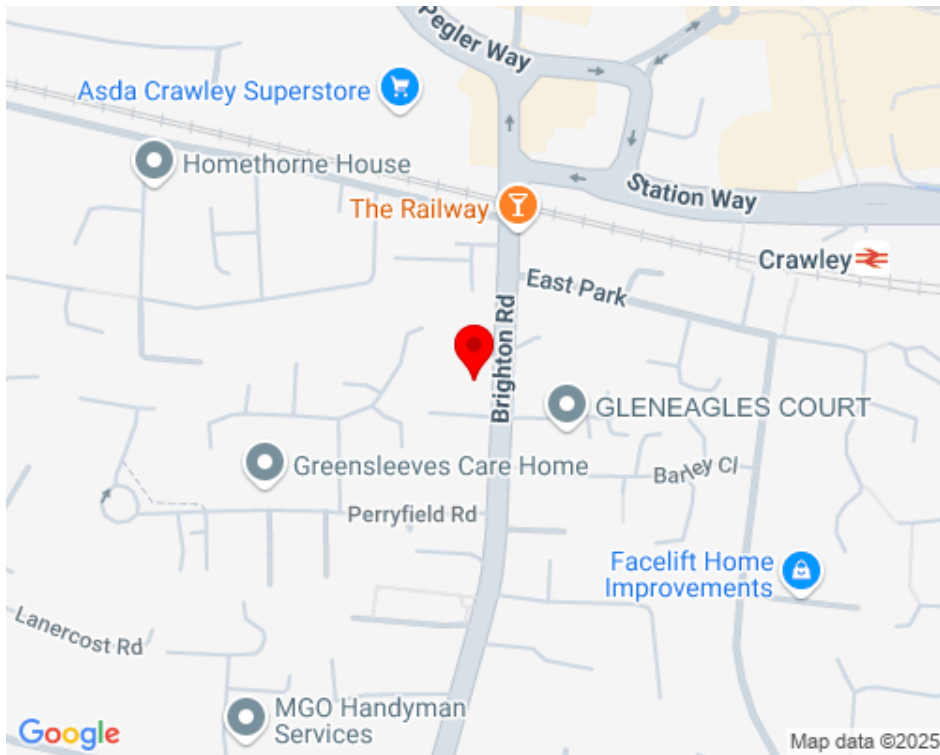 Pegler Way
Asda Crawley Superstore
Homethorne House
Station Way
The Railway
Crawley
East Park
Brighton Rd
GLENEAGLES COURT
Greensleeves Care Home
Barley Cl
Perryfield Rd
Facelift Home
Improvements
Lanercost Rd
MGO Handyman
Services
Google
Map data ©2025